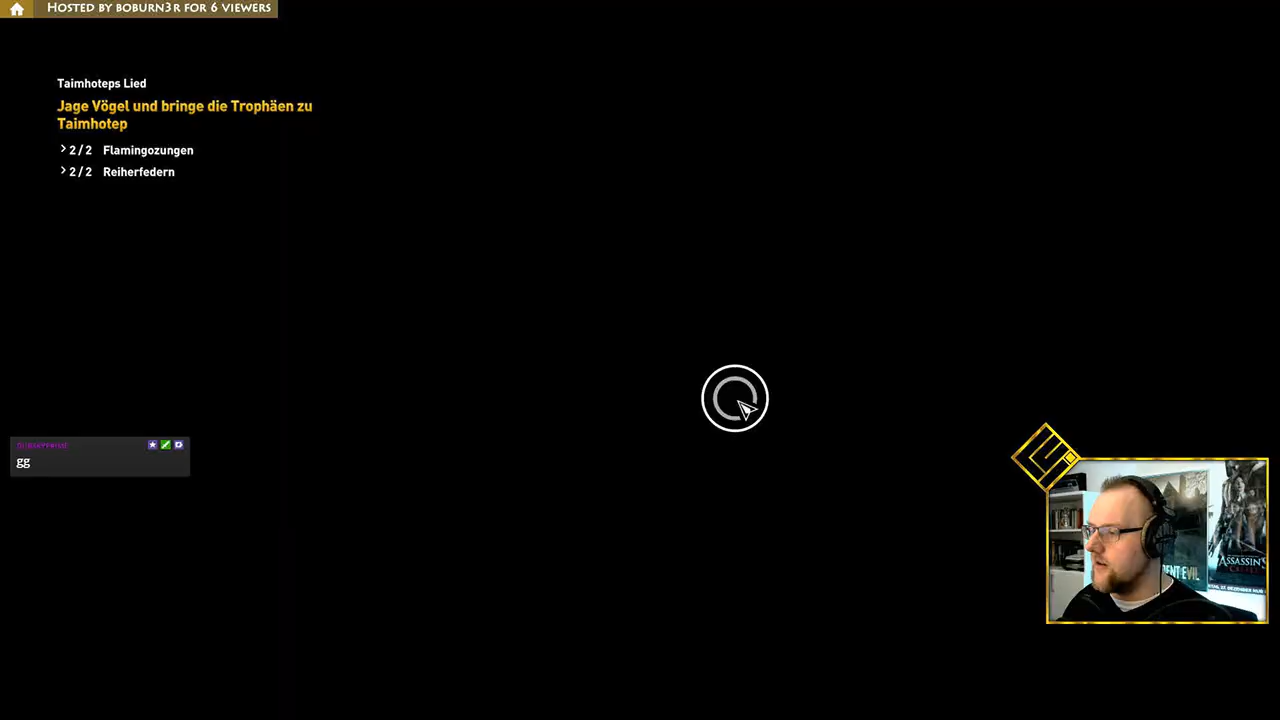 Hosted by boburn3r for 6 viewers
Taimhoteps Lied
Jage Vögel und bringe die Trophäen zu
Taimhotep
2/2 Flamingozungen
2/2 Reiherfedern
gg
ASSASSIN'S